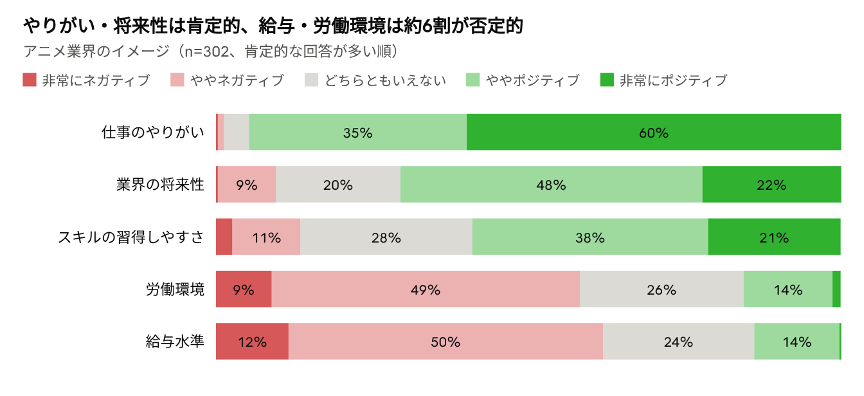 やりがい・将来性は肯定的、給与・労働環境は約6割が否定的
アニメ業界のイメージ（n=302、肯定的な回答が多い順）
非常にネガティブ ややネガティブ どちらともいえない ややポジティブ 非常にポジティブ
仕事のやりがい 35% 60%
業界の将来性 9% 20% 48% 22%
スキルの習得しやすさ 11% 28% 38% 21%
労働環境 9% 49% 26% 14%
給与水準 12% 50% 24% 14%